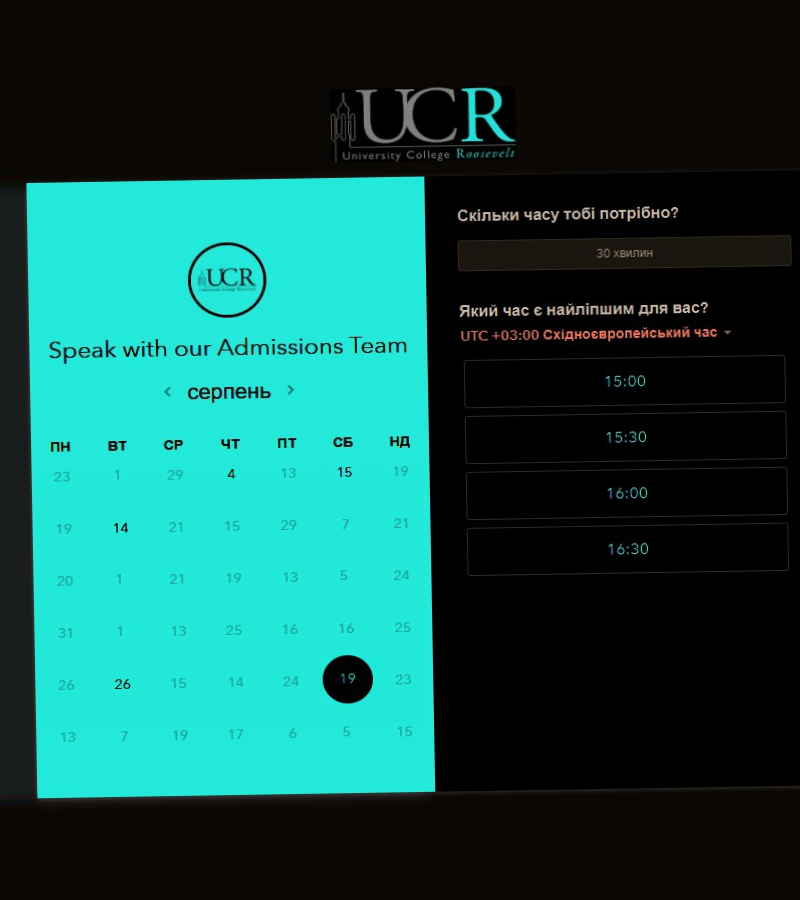 UCR
University College Roosevelt
UCR
University College Roosevelt
Speak with our Admissions Team
серпень
ПН ВТ СР ЧТ ПТ СБ НД
23 1 29 4 13 15 19
19 14 21 15 29 7 21
20 1 21 19 13 5 24
31 1 13 25 16 16 25
26 26 15 14 24 19 23
13 7 19 17 6 5 15
Скільки часу тобі потрібно?
30 хвилин
Який час є найліпшим для вас?
UTC +03:00 Східноєвропейський час
15:00
15:30
16:00
16:30